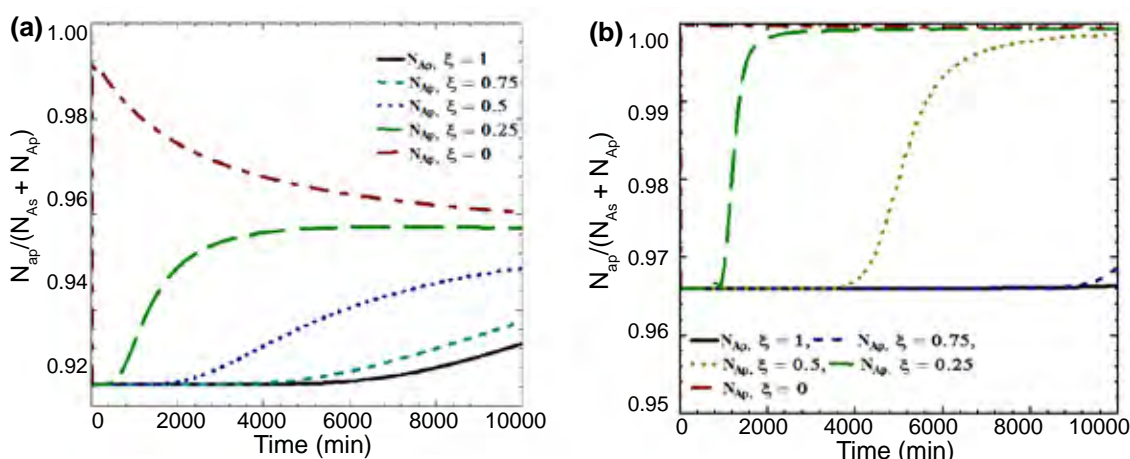 (a)
1.00
0.98
0.96
0.94
0.92
N_ap/(N_As + N_Ap)
N_Ap, ξ = 1
N_Ap, ξ = 0.75
N_Ap, ξ = 0.5
N_Ap, ξ = 0.25
N_Ap, ξ = 0
0 2000 4000 6000 8000 10000
Time (min)
(b)
1.00
0.99
0.98
0.97
0.96
0.95
N_ap/(N_As + N_Ap)
N_Ap, ξ = 1, N_Ap, ξ = 0.75,
N_Ap, ξ = 0.5, N_Ap, ξ = 0.25
N_Ap, ξ = 0
0 2000 4000 6000 8000 10000
Time (min)